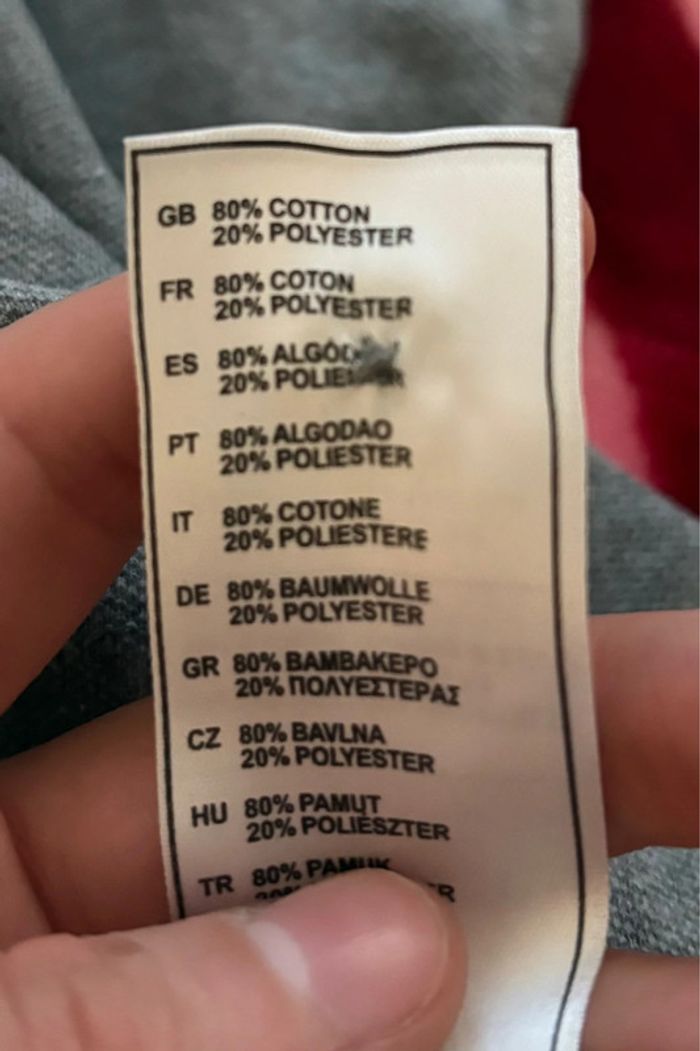 GB 80% COTTON
20% POLYESTER
FR 80% COTON
20% POLYESTER
ES 80%
20%
PT 80% ALGODAO
20% POLIESTER
IT 80% COTONE
20% POLIESTERE
DE 80% BAUMWOLLE
20% POLYESTER
GR 80% ΒΑΜΒΑΚΕΡΟ
20% ΠΟΛΥΕΣΤΕΡΑΣ
CZ 80% BAVLNA
20% POLYESTER
HU 80% PAMUT
20% POLIÉSZTER
TR 80% PAMUK